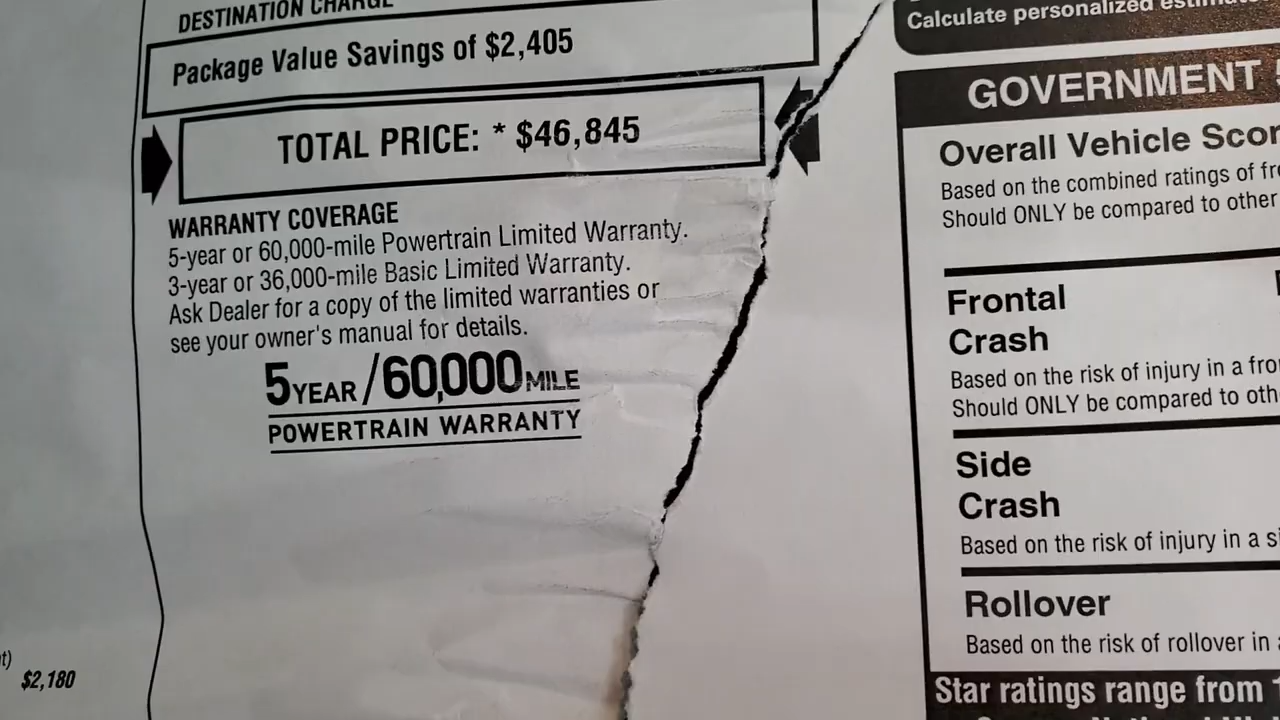 DESTINATION CHARGE
Package Value Savings of $2,405
TOTAL PRICE: * $46,845
WARRANTY COVERAGE
5-year or 60,000-mile Powertrain Limited Warranty.
3-year or 36,000-mile Basic Limited Warranty.
Ask Dealer for a copy of the limited warranties or
see your owner's manual for details.
5 YEAR / 60,000 MILE
POWERTRAIN WARRANTY
$2,180
Calculate personalized
GOVERNMENT
Overall Vehicle
Based on the combined ratings of
Should ONLY be compared to other
Frontal
Crash
Based on the risk of injury in a
Should ONLY be compared to
Side
Crash
Based on the risk of injury in a
Rollover
Based on the risk of rollover in
Star ratings range from